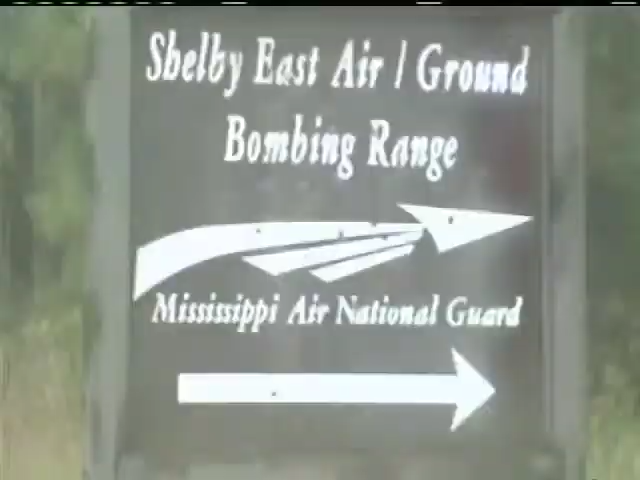 Shelby East Air / Ground
Bombing Range
Mississippi Air National Guard